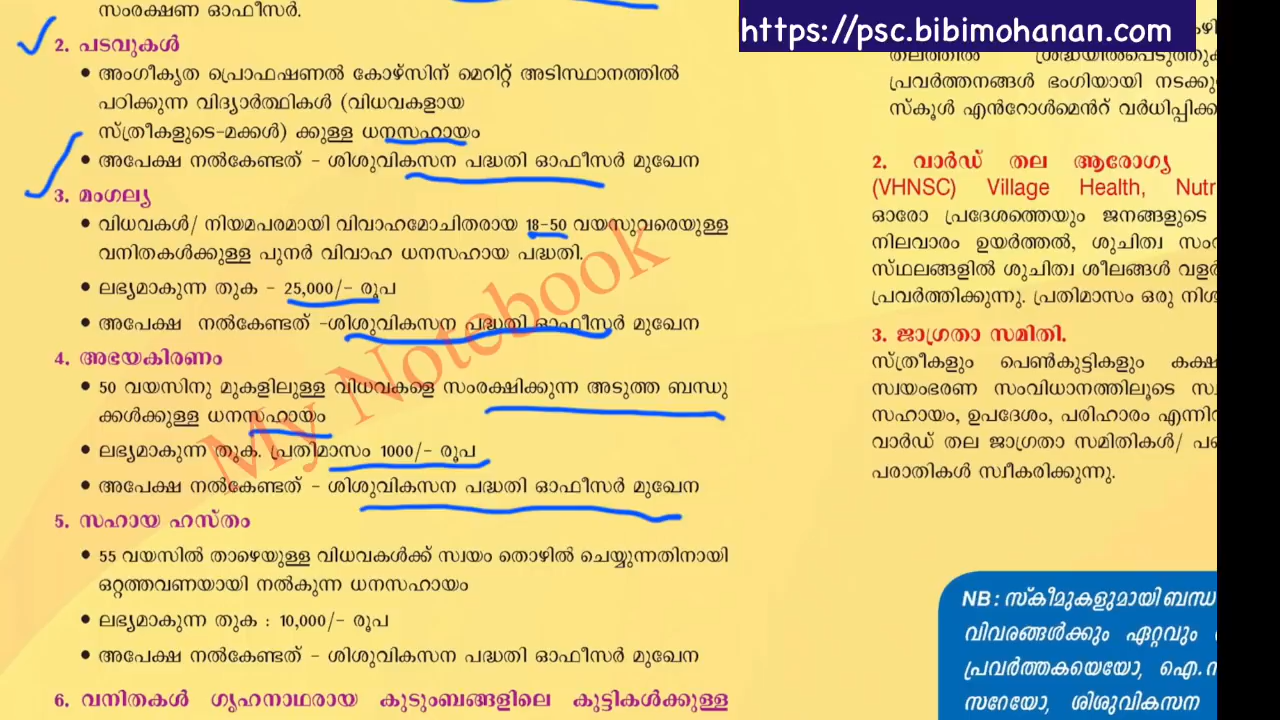 സംരക്ഷണ ഓഫീസർ.
2. പടവുകൾ
• അംഗീകൃത പ്രൊഫഷണൽ കോഴ്സിന് മെറിറ്റ് അടിസ്ഥാനത്തിൽ
പഠിക്കുന്ന വിദ്യാർത്ഥികൾ (വിധവകളായ
സ്ത്രീകളുടെ-മക്കൾ) ക്കുള്ള ധനസഹായം
• അപേക്ഷ നൽകേണ്ടത് - ശിശുവികസന പദ്ധതി ഓഫീസർ മുഖേന
3. മംഗല്യ
• വിധവകൾ/ നിയമപരമായി വിവാഹമോചിതരായ 18-50 വയസുവരെയുള്ള
വനിതകൾക്കുള്ള പുനർ വിവാഹ ധനസഹായ പദ്ധതി.
• ലഭ്യമാകുന്ന തുക - 25,000/- രൂപ
• അപേക്ഷ നൽകേണ്ടത് -ശിശുവികസന പദ്ധതി ഓഫീസർ മുഖേന
4. അഭയകിരണം
• 50 വയസിനു മുകളിലുള്ള വിധവകളെ സംരക്ഷിക്കുന്ന അടുത്ത ബന്ധു
ക്കൾക്കുള്ള ധനസഹായം
• ലഭ്യമാകുന്ന തുക. പ്രതിമാസം 1000/- രൂപ
• അപേക്ഷ നൽകേണ്ടത് - ശിശുവികസന പദ്ധതി ഓഫീസർ മുഖേന
5. സഹായ ഹസ്തം
• 55 വയസിൽ താഴെയുള്ള വിധവകൾക്ക് സ്വയം തൊഴിൽ ചെയ്യുന്നതിനായി
ഒറ്റത്തവണയായി നൽകുന്ന ധനസഹായം
• ലഭ്യമാകുന്ന തുക : 10,000/- രൂപ
• അപേക്ഷ നൽകേണ്ടത് - ശിശുവികസന പദ്ധതി ഓഫീസർ മുഖേന
6. വനിതകൾ ഗൃഹനാഥരായ കുടുംബങ്ങളിലെ കുട്ടികൾക്കുള്ള
My Notebook
https://psc.bibimohanan.com
തലത്തിൽ
പ്രവർത്തനങ്ങൾ ഭംഗിയായി
സ്കൂൾ എൻറോൾമെൻറ്
2. വാർഡ് തല ആരോഗ്യ
(VHNSC) Village Health,
ഓരോ പ്രദേശത്തെയും ജനങ്ങളുടെ
നിലവാരം ഉയർത്തൽ, ശുചിത്വ
സ്ഥലങ്ങളിൽ ശുചിത്വ ശീലങ്ങൾ
പ്രവർത്തിക്കുന്നു. പ്രതിമാസം ഒരു
3. ജാഗ്രതാ സമിതി.
സ്ത്രീകളും പെൺകുട്ടികളും
സ്വയംഭരണ സംവിധാനത്തിലൂടെ
സഹായം, ഉപദേശം, പരിഹാരം
വാർഡ് തല ജാഗ്രതാ സമിതികൾ/
പരാതികൾ സ്വീകരിക്കുന്നു.
NB : സ്കീമുകളുമായി
വിവരങ്ങൾക്കും ഏറ്റവും
പ്രവർത്തകയെയോ,
സറേയോ, ശിശുവികസന